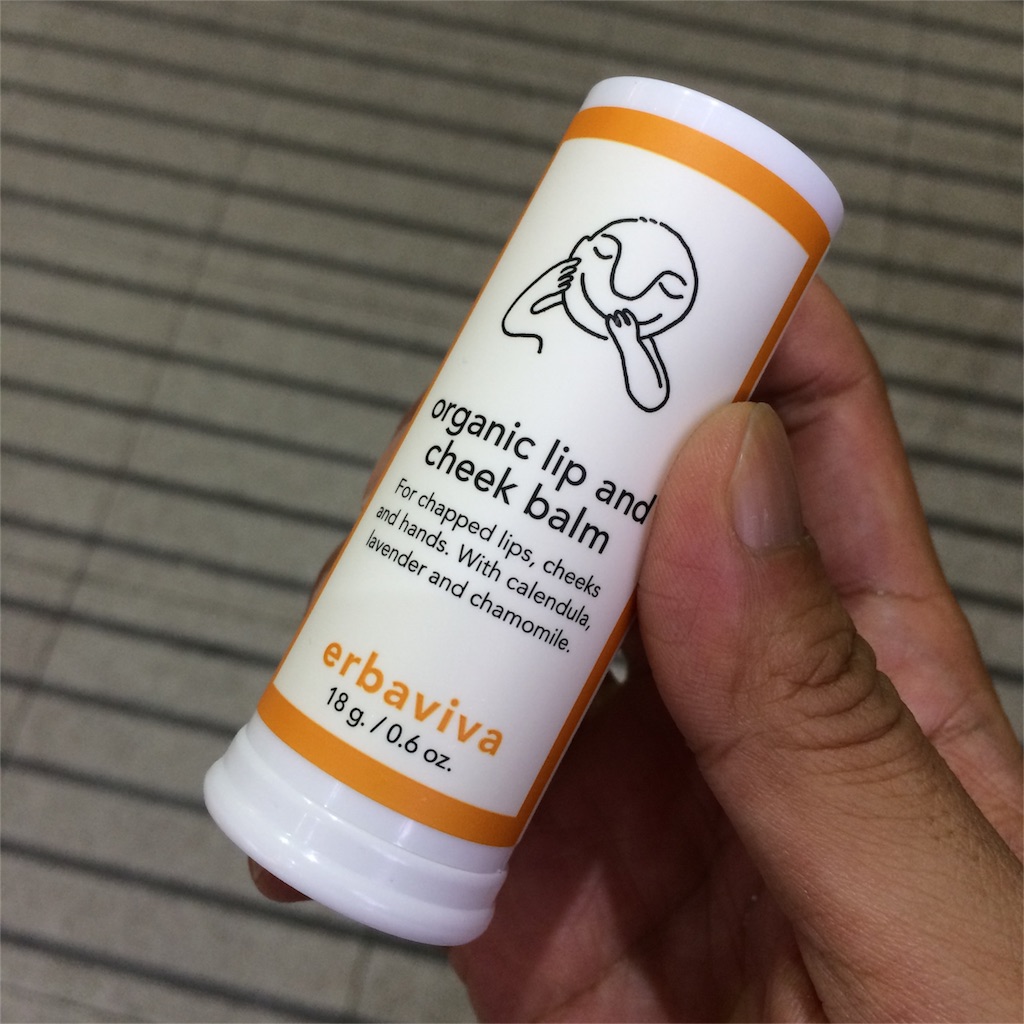 organic lip and
cheek balm
For chapped lips, cheeks
and hands. With calendula,
lavender and chamomile.
erbaviva
18 g. / 0.6 oz.